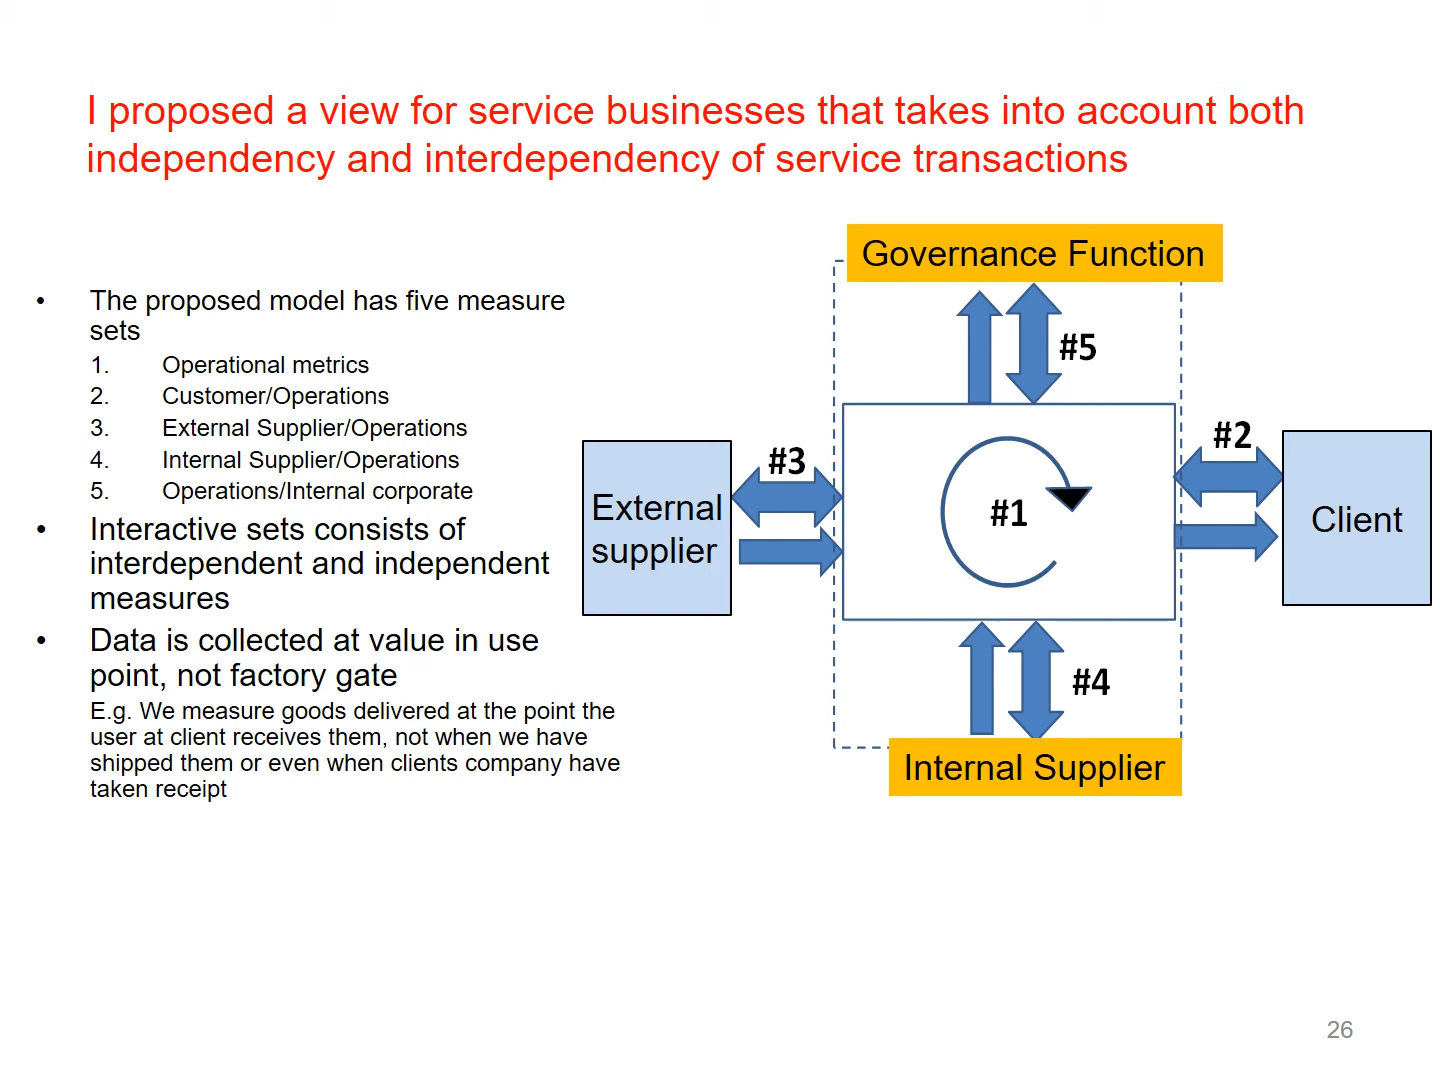 I proposed a view for service businesses that takes into account both
independency and interdependency of service transactions
• The proposed model has five measure
sets
1. Operational metrics
2. Customer/Operations
3. External Supplier/Operations
4. Internal Supplier/Operations
5. Operations/Internal corporate
• Interactive sets consists of
interdependent and independent
measures
• Data is collected at value in use
point, not factory gate
E.g. We measure goods delivered at the point the
user at client receives them, not when we have
shipped them or even when clients company have
taken receipt
Governance Function
#5
#3
#2
External
supplier
#1
Client
#4
Internal Supplier
26